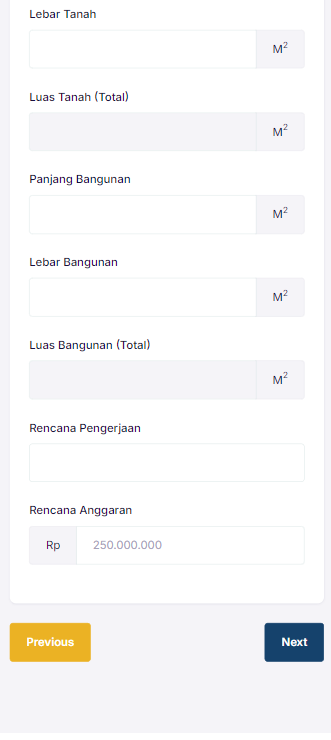 Lebar Tanah
M²
Luas Tanah (Total)
M²
Panjang Bangunan
M²
Lebar Bangunan
M²
Luas Bangunan (Total)
M²
Rencana Pengerjaan
Rencana Anggaran
Rp 250.000.000
Previous Next